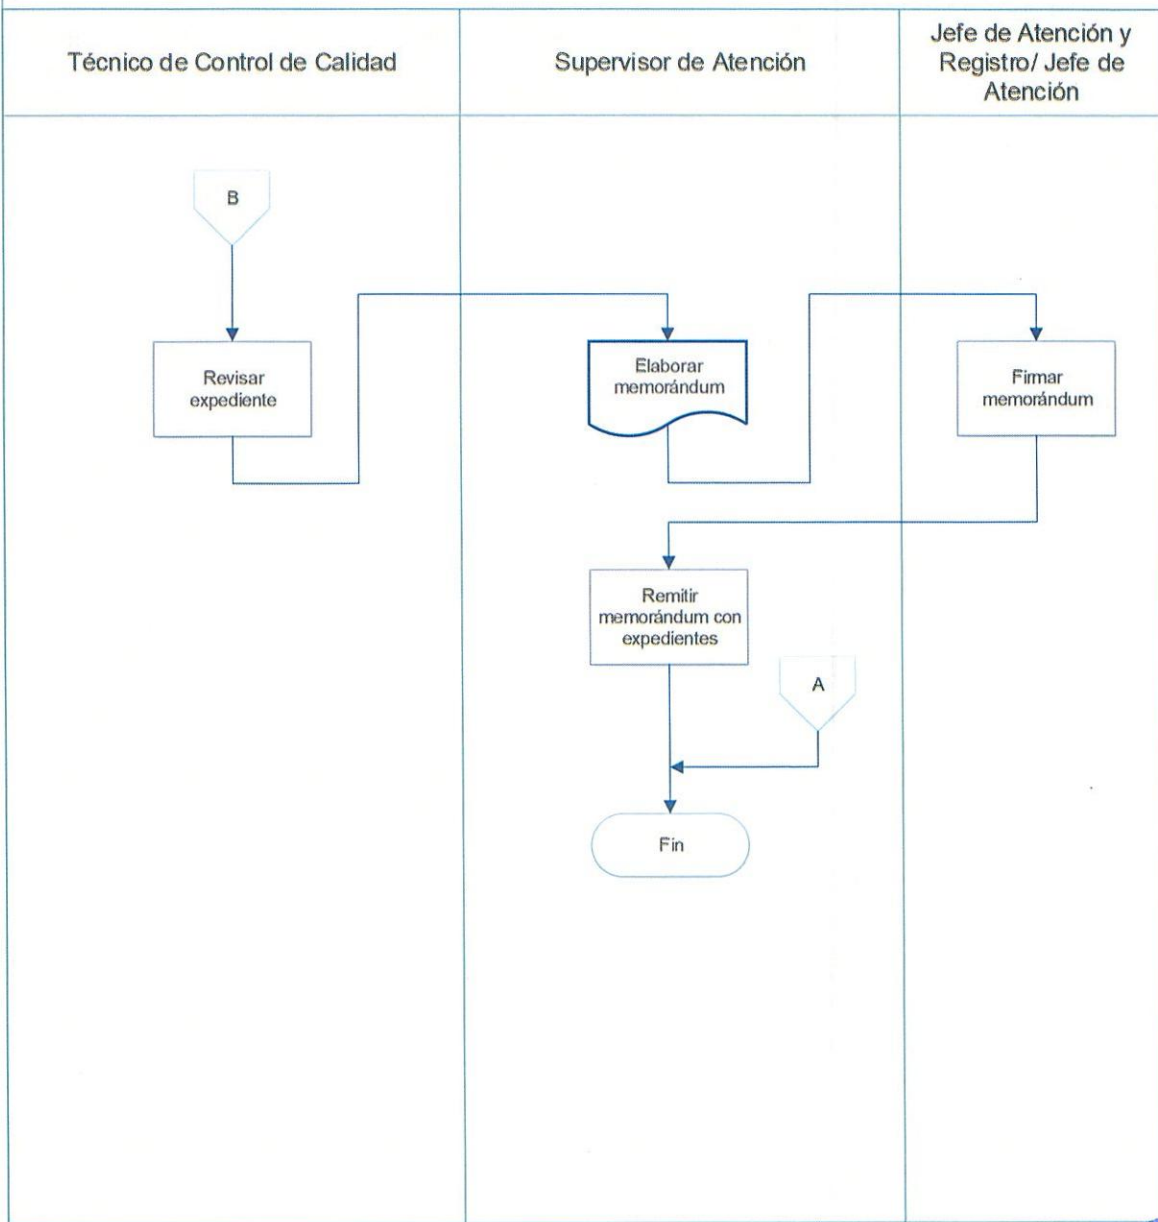 Técnico de Control de Calidad
Supervisor de Atención
Jefe de Atención y
Registro/ Jefe de
Atención
B
Revisar
expediente
Elaborar
memorándum
Firmar
memorándum
Remitir
memorándum con
expedientes
A
Fin